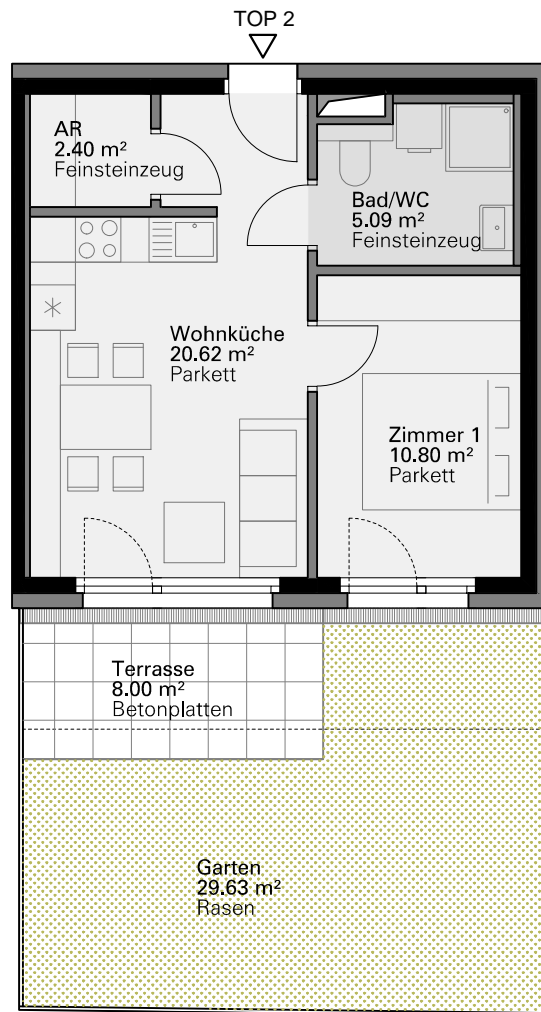 TOP 2
AR
2.40 m²
Feinsteinzeug
Bad/WC
5.09 m²
Feinsteinzeug
Wohnküche
20.62 m²
Parkett
Zimmer 1
10.80 m²
Parkett
Terrasse
8.00 m²
Betonplatten
Garten
29.63 m²
Rasen